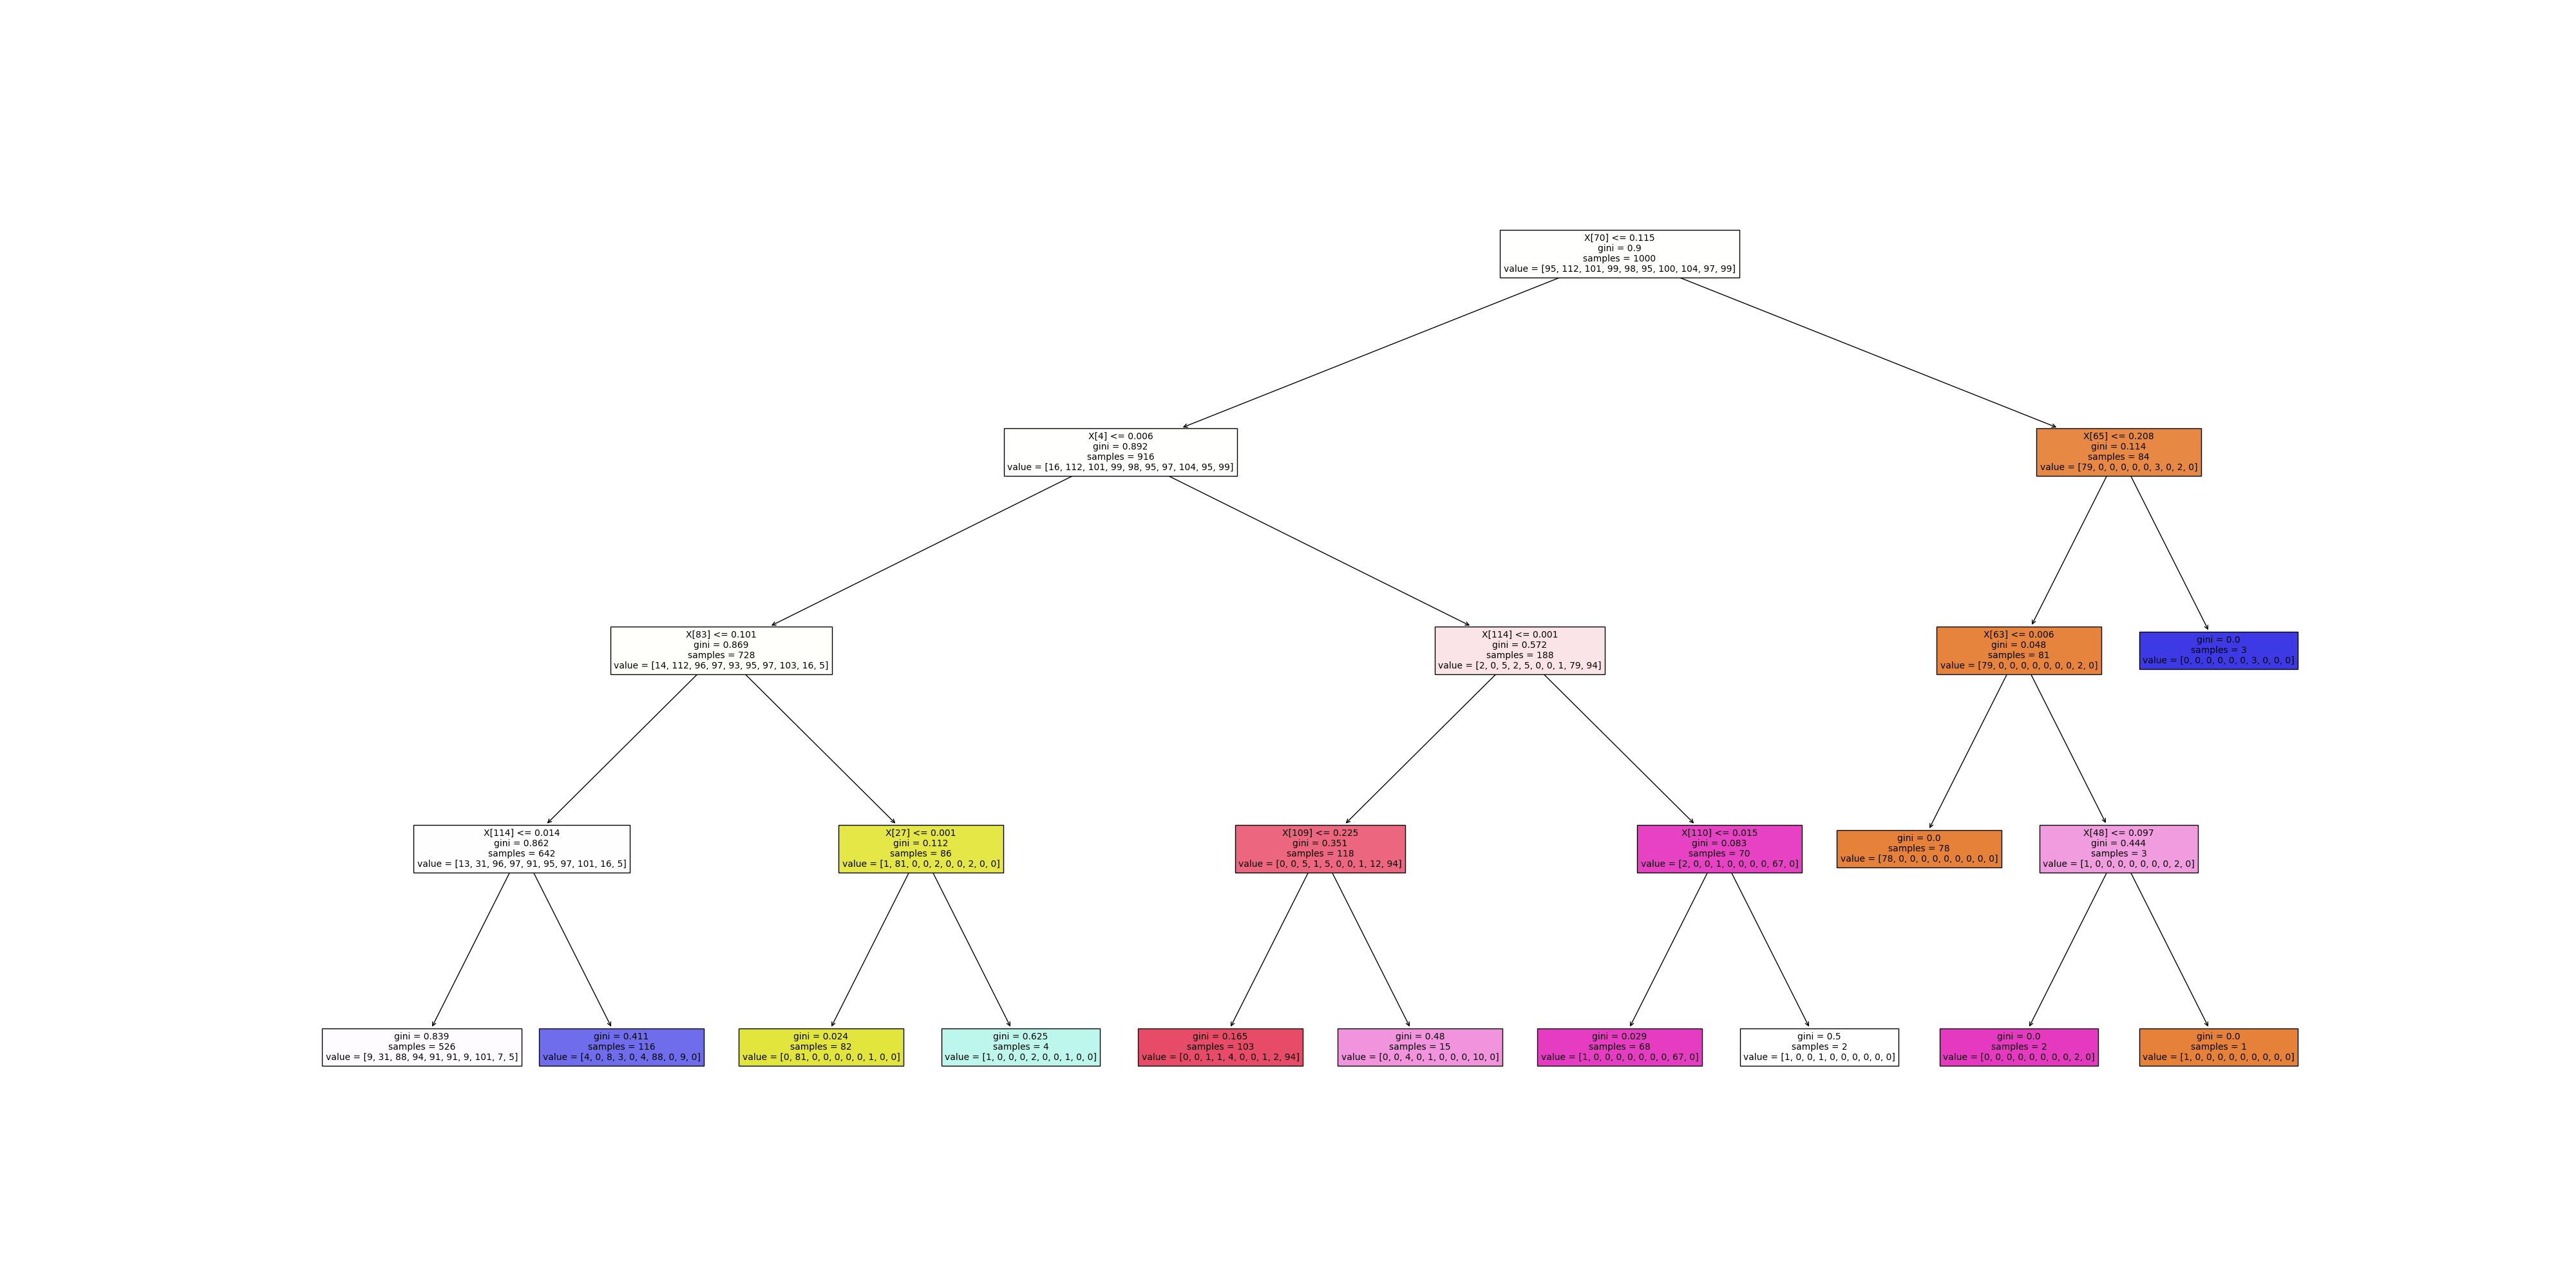 X[70] <= 0.115
gini = 0.9
samples = 1000
value = [95, 112, 101, 99, 98, 95, 100, 104, 97, 99]
X[4] <= 0.006
gini = 0.892
samples = 916
value = [16, 112, 101, 99, 98, 95, 97, 104, 95, 99]
X[65] <= 0.208
gini = 0.114
samples = 84
value = [79, 0, 0, 0, 0, 0, 3, 0, 2, 0]
X[83] <= 0.101
gini = 0.869
samples = 728
value = [14, 112, 96, 97, 93, 95, 97, 103, 16, 5]
X[114] <= 0.001
gini = 0.572
samples = 188
value = [2, 0, 5, 2, 5, 0, 0, 1, 79, 94]
X[63] <= 0.006
gini = 0.048
samples = 81
value = [79, 0, 0, 0, 0, 0, 0, 0, 2, 0]
gini = 0.0
samples = 3
value = [0, 0, 0, 0, 0, 0, 3, 0, 0, 0]
X[114] <= 0.014
gini = 0.862
samples = 642
value = [13, 31, 96, 97, 91, 95, 97, 101, 16, 5]
X[27] <= 0.001
gini = 0.112
samples = 86
value = [1, 81, 0, 0, 2, 0, 0, 2, 0, 0]
X[109] <= 0.225
gini = 0.351
samples = 118
value = [0, 0, 5, 1, 5, 0, 0, 1, 12, 94]
X[110] <= 0.015
gini = 0.083
samples = 70
value = [2, 0, 0, 1, 0, 0, 0, 0, 67, 0]
gini = 0.0
samples = 78
value = [78, 0, 0, 0, 0, 0, 0, 0, 0, 0]
X[48] <= 0.097
gini = 0.444
samples = 3
value = [1, 0, 0, 0, 0, 0, 0, 0, 2, 0]
gini = 0.839
samples = 526
value = [9, 31, 88, 94, 91, 91, 9, 101, 7, 5]
gini = 0.411
samples = 116
value = [4, 0, 8, 3, 0, 4, 88, 0, 9, 0]
gini = 0.024
samples = 82
value = [0, 81, 0, 0, 0, 0, 0, 1, 0, 0]
gini = 0.625
samples = 4
value = [1, 0, 0, 0, 2, 0, 0, 1, 0, 0]
gini = 0.165
samples = 103
value = [0, 0, 1, 1, 4, 0, 0, 1, 2, 94]
gini = 0.48
samples = 15
value = [0, 0, 4, 0, 1, 0, 0, 0, 10, 0]
gini = 0.029
samples = 68
value = [1, 0, 0, 0, 0, 0, 0, 0, 67, 0]
gini = 0.5
samples = 2
value = [1, 0, 0, 1, 0, 0, 0, 0, 0, 0]
gini = 0.0
samples = 2
value = [0, 0, 0, 0, 0, 0, 0, 0, 2, 0]
gini = 0.0
samples = 1
value = [1, 0, 0, 0, 0, 0, 0, 0, 0, 0]